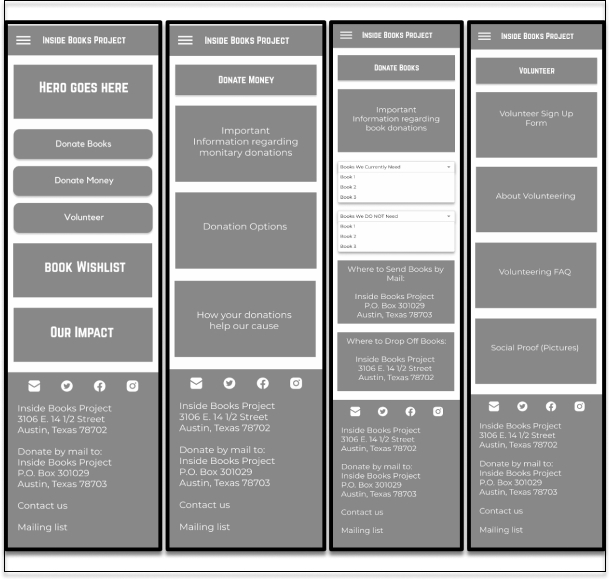 INSIDE BOOKS PROJECT
HERO GOES HERE
Donate Books
Donate Money
Volunteer
BOOK WISHLIST
OUR IMPACT
Inside Books Project
3106 E. 14 1/2 Street
Austin, Texas 78702
Donate by mail to:
Inside Books Project
P.O. Box 301029
Austin, Texas 78703
Contact us
Mailing list
INSIDE BOOKS PROJECT
DONATE MONEY
Important
Information regarding
monitary donations
Donation Options
How your donations
help our cause
Inside Books Project
3106 E. 14 1/2 Street
Austin, Texas 78702
Donate by mail to:
Inside Books Project
P.O. Box 301029
Austin, Texas 78703
Contact us
Mailing list
INSIDE BOOKS PROJECT
DONATE BOOKS
Important
Information regarding
book donations
Books We Currently Need
Book 1
Book 2
Book 3
Books We DO NOT Need
Book 1
Book 2
Book 3
Where to Send Books by
Mail:
Inside Books Project
P.O. Box 301029
Austin, Texas 78703
Where to Drop Off Books:
Inside Books Project
3106 E. 14 1/2 Street
Austin, Texas 78702
Inside Books Project
3106 E. 14 1/2 Street
Austin, Texas 78702
Donate by mail to:
Inside Books Project
P.O. Box 301029
Austin, Texas 78703
Contact us
Mailing list
INSIDE BOOKS PROJECT
VOLUNTEER
Volunteer Sign Up
Form
About Volunteering
Volunteering FAQ
Social Proof (Pictures)
Inside Books Project
3106 E. 14 1/2 Street
Austin, Texas 78702
Donate by mail to:
Inside Books Project
P.O. Box 301029
Austin, Texas 78703
Contact us
Mailing list